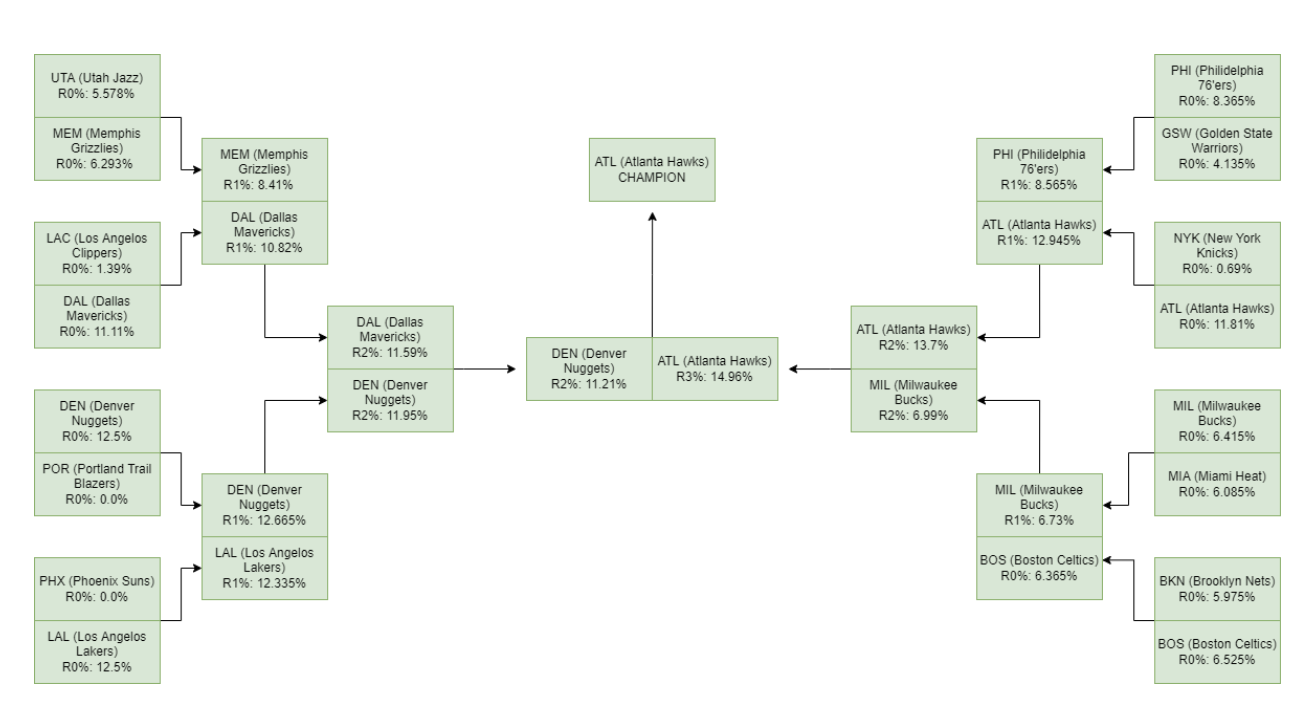 UTA (Utah Jazz)
R0%: 5.578%
MEM (Memphis
Grizzlies)
R0%: 6.293%
LAC (Los Angelos
Clippers)
R0%: 1.39%
DAL (Dallas
Mavericks)
R0%: 11.11%
DEN (Denver
Nuggets)
R0%: 12.5%
POR (Portland Trail
Blazers)
R0%: 0.0%
PHX (Phoenix Suns)
R0%: 0.0%
LAL (Los Angelos
Lakers)
R0%: 12.5%
MEM (Memphis
Grizzlies)
R1%: 8.41%
DAL (Dallas
Mavericks)
R1%: 10.82%
DEN (Denver
Nuggets)
R1%: 12.665%
LAL (Los Angelos
Lakers)
R1%: 12.335%
DAL (Dallas
Mavericks)
R2%: 11.59%
DEN (Denver
Nuggets)
R2%: 11.95%
ATL (Atlanta Hawks)
CHAMPION
DEN (Denver
Nuggets)
R2%: 11.21%
ATL (Atlanta Hawks)
R3%: 14.96%
ATL (Atlanta Hawks)
R2%: 13.7%
MIL (Milwaukee
Bucks)
R2%: 6.99%
PHI (Philidelphia
76'ers)
R1%: 8.565%
ATL (Atlanta Hawks)
R1%: 12.945%
MIL (Milwaukee
Bucks)
R1%: 6.73%
BOS (Boston Celtics)
R0%: 6.365%
PHI (Philidelphia
76'ers)
R0%: 8.365%
GSW (Golden State
Warriors)
R0%: 4.135%
NYK (New York
Knicks)
R0%: 0.69%
ATL (Atlanta Hawks)
R0%: 11.81%
MIL (Milwaukee
Bucks)
R0%: 6.415%
MIA (Miami Heat)
R0%: 6.085%
BKN (Brooklyn Nets)
R0%: 5.975%
BOS (Boston Celtics)
R0%: 6.525%